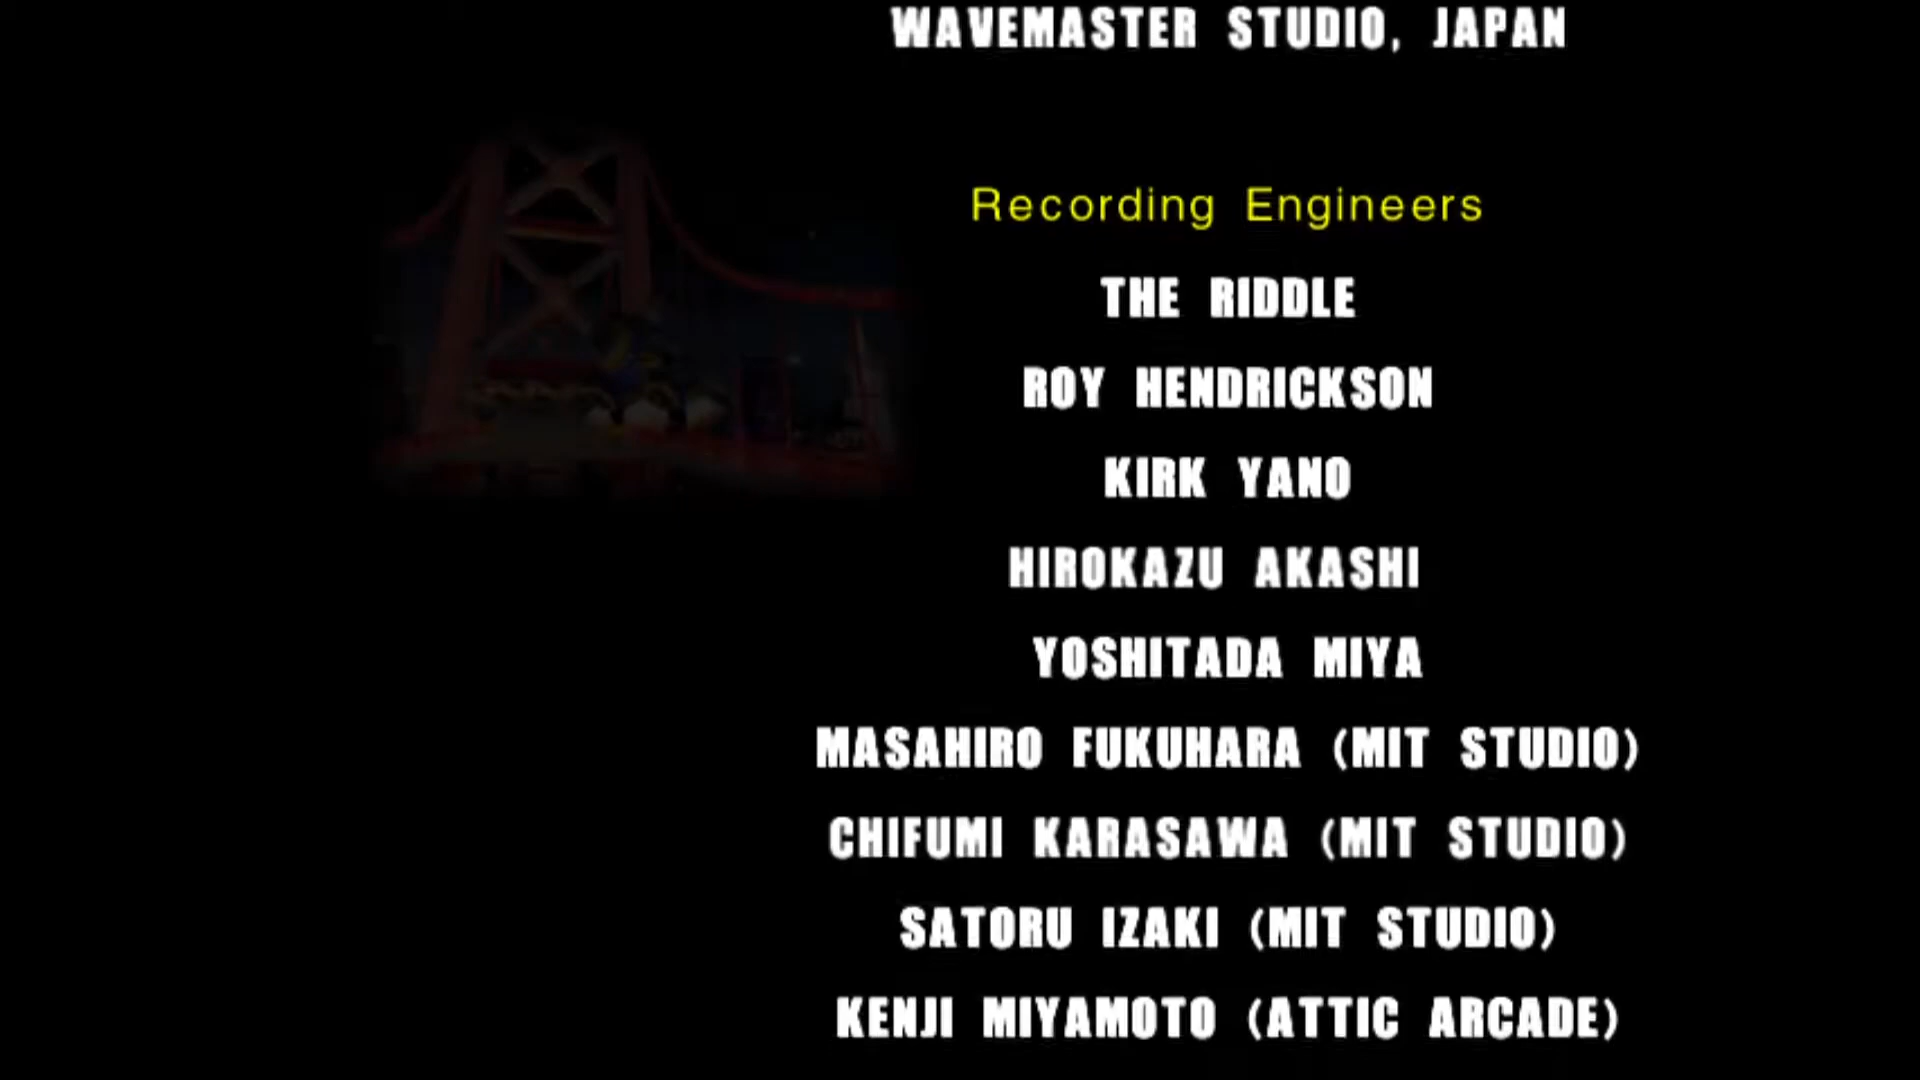 WAVEMASTER STUDIO, JAPAN
Recording Engineers
THE RIDDLE
ROY HENDRICKSON
KIRK YANO
HIROKAZU AKASHI
YOSHITADA MIYA
MASAHIRO FUKUHARA (MIT STUDIO)
CHIFUMI KARASAWA (MIT STUDIO)
SATORU IZAKI (MIT STUDIO)
KENJI MIYAMOTO (ATTIC ARCADE)